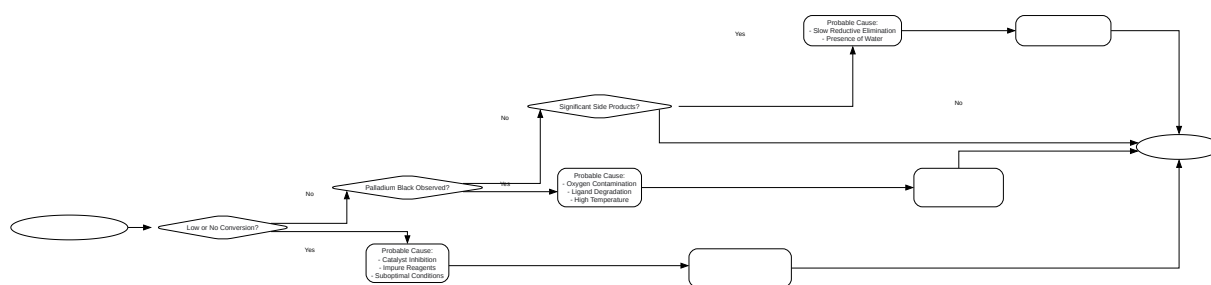 Probable Cause:
- Slow Reductive Elimination
- Presence of Water
Yes
Significant Side Products?
No
No
Palladium Black Observed?
Yes
Probable Cause:
- Oxygen Contamination
- Ligand Degradation
- High Temperature
No
Low or No Conversion?
Yes
Probable Cause:
- Catalyst Inhibition
- Impure Reagents
- Suboptimal Conditions